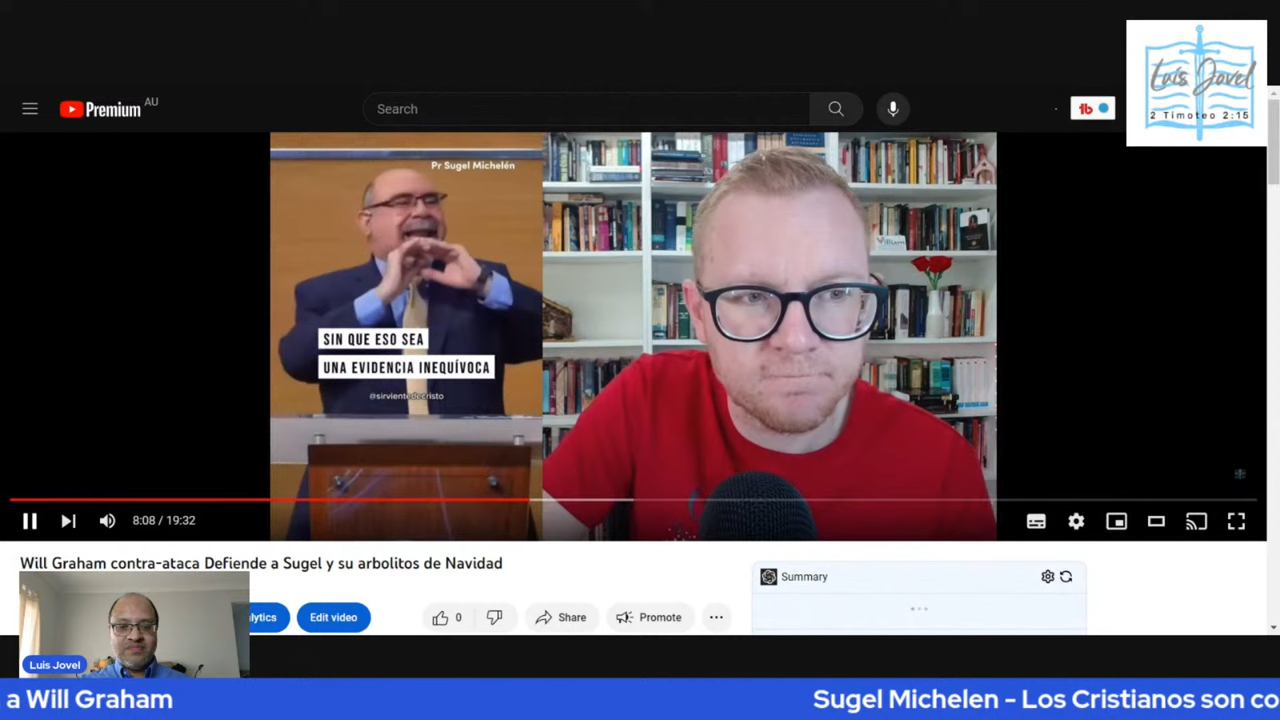 Luis Jovel
2 Timoteo 2:15
Premium
AU
Search
Pr Sugel Michelén
Willium
SIN QUE ESO SEA
UNA EVIDENCIA INEQUÍVOCA
@sirvientedecristo
8:08 / 19:32
Will Graham contra-ataca Defiende a Sugel y su arbolitos de Navidad
Summary
lytics
Edit video
0
Share
Promote
Luis Jovel
a Will Graham
Sugel Michelen - Los Cristianos son co